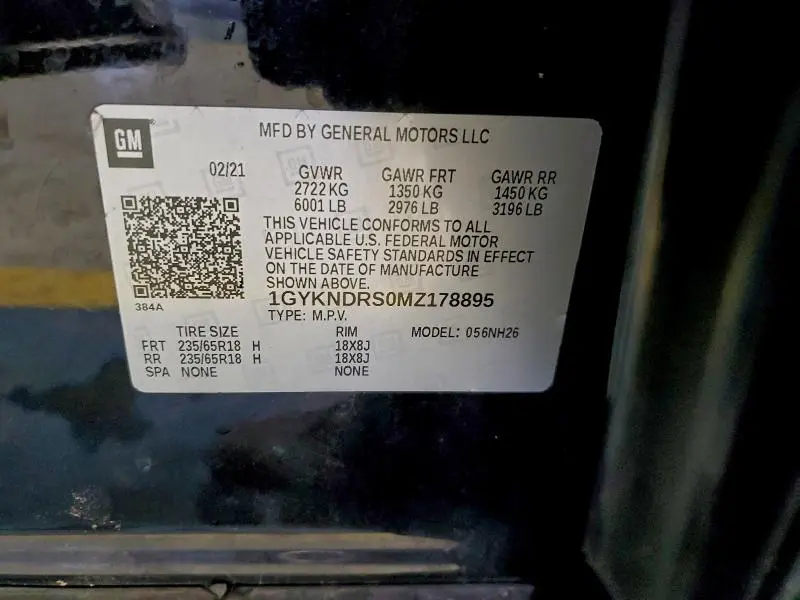 GM
MFD BY GENERAL MOTORS LLC
02/21 GVWR GAWR FRT GAWR RR
2722 KG 1350 KG 1450 KG
6001 LB 2976 LB 3196 LB
THIS VEHICLE CONFORMS TO ALL
APPLICABLE U.S. FEDERAL MOTOR
VEHICLE SAFETY STANDARDS IN EFFECT
ON THE DATE OF MANUFACTURE
SHOWN ABOVE.
384A
1GYKNDRS0MZ178895
TYPE: M.P.V.
TIRE SIZE RIM MODEL: 056NH26
FRT 235/65R18 H 18X8J
RR 235/65R18 H 18X8J
SPA NONE NONE